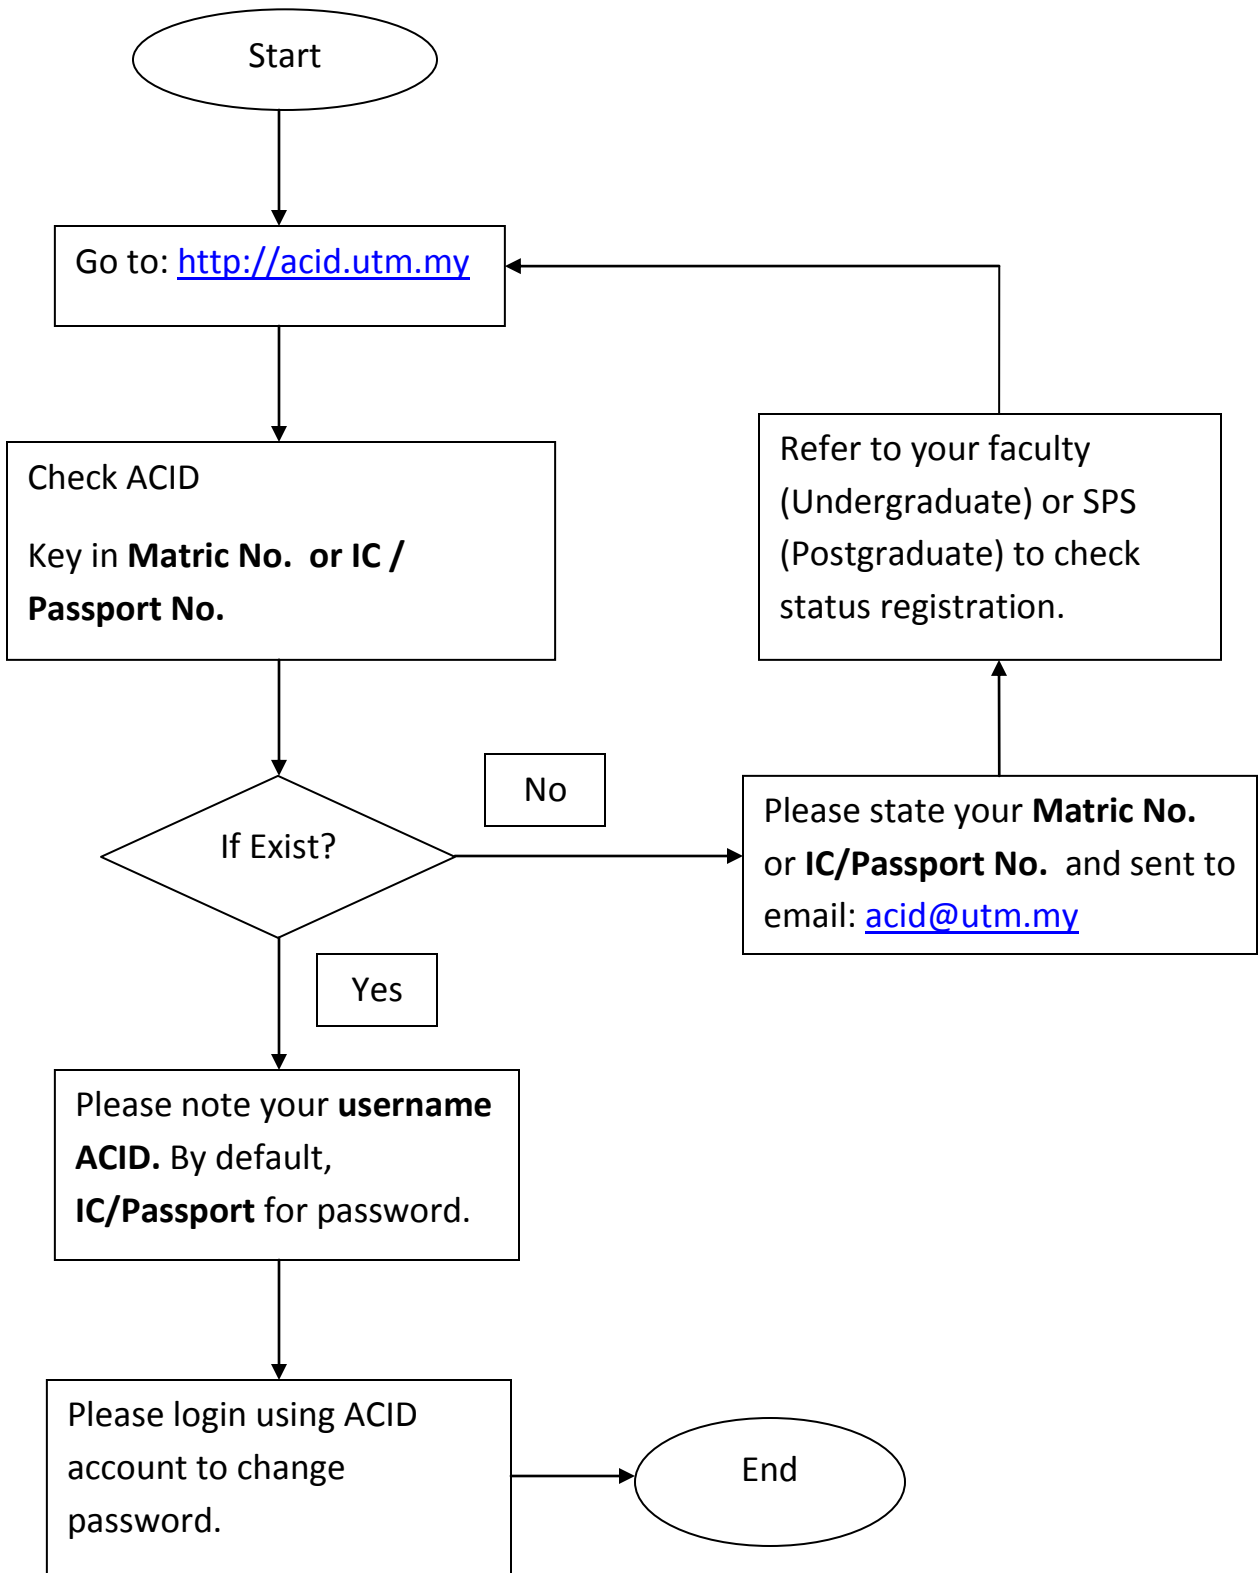 Start
Go to: http://acid.utm.my
Check ACID
Key in Matric No. or IC /
Passport No.
If Exist?
No
Please state your Matric No.
or IC/Passport No. and sent to
email: acid@utm.my
Refer to your faculty
(Undergraduate) or SPS
(Postgraduate) to check
status registration.
Yes
Please note your username
ACID. By default,
IC/Passport for password.
Please login using ACID
account to change
password.
End